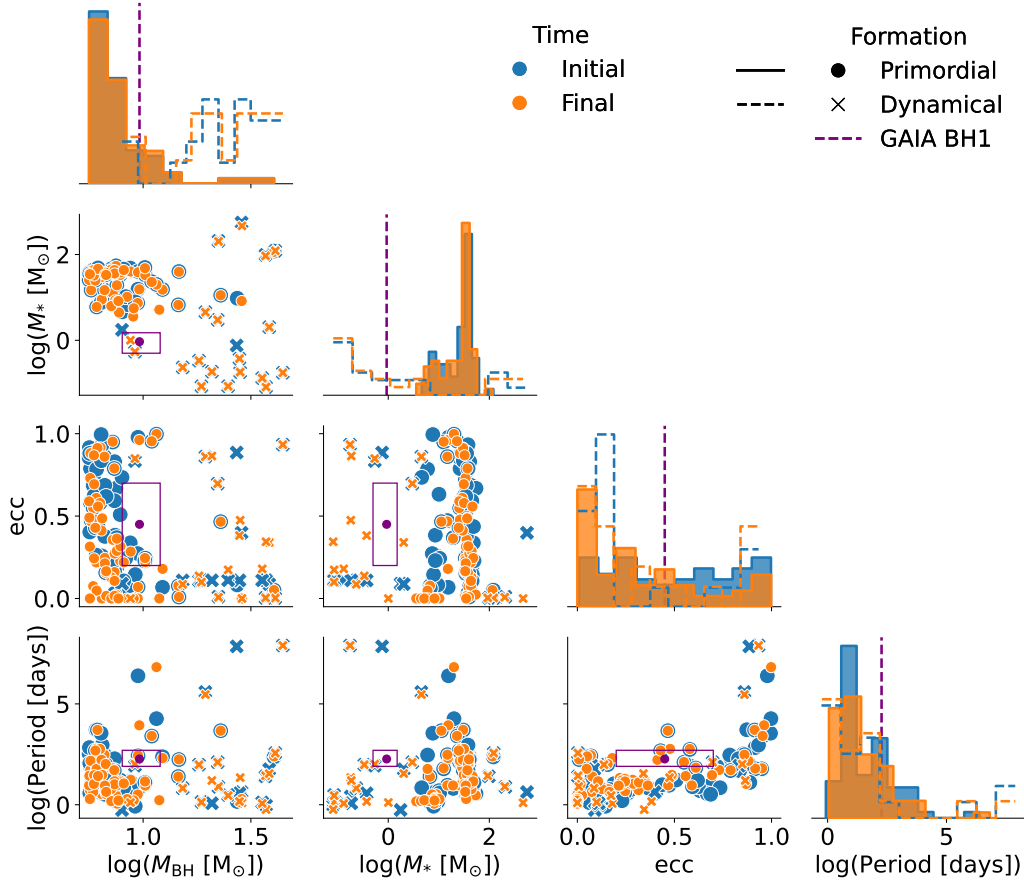 Time
Initial
Final
Formation
Primordial
Dynamical
GAIA BH1
log(M* [M⊙])
2
0
ecc
1.0
0.5
0.0
log(Period [days])
5
0
1.0
1.5
log(M_BH [M⊙])
0
2
log(M* [M⊙])
0.0
0.5
1.0
ecc
0
5
log(Period [days])